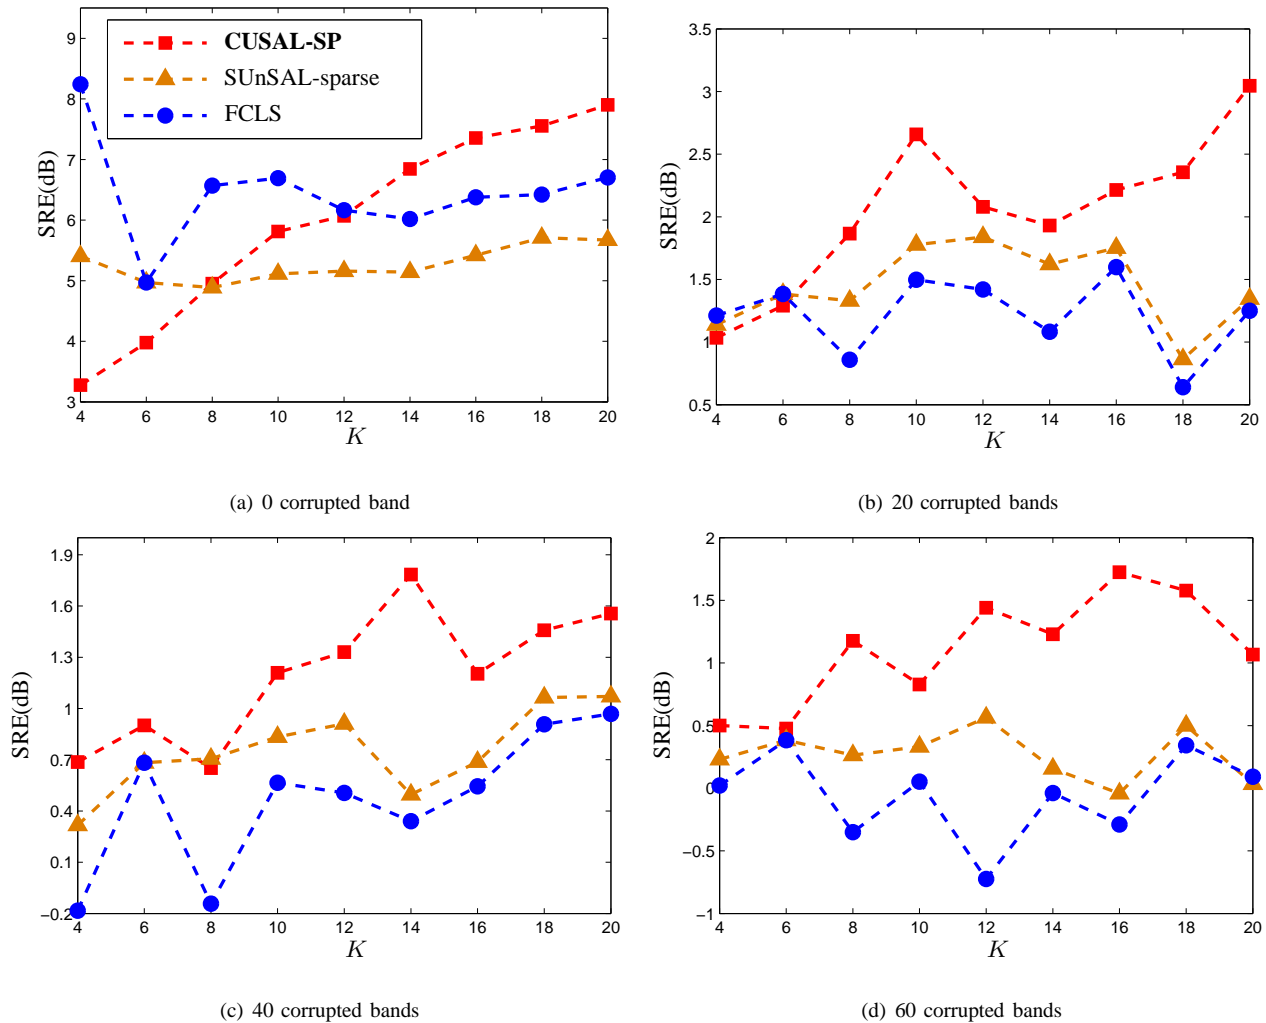 9
8
7
6
5
4
3
SRE(dB)
CUSAL-SP
SUnSAL-sparse
FCLS
4 6 8 10 12 14 16 18 20
K
(a) 0 corrupted band
3.5
3
2.5
2
1.5
1
0.5
SRE(dB)
4 6 8 10 12 14 16 18 20
K
(b) 20 corrupted bands
1.9
1.6
1.3
1
0.7
0.4
0.1
−0.2
SRE(dB)
4 6 8 10 12 14 16 18 20
K
(c) 40 corrupted bands
2
1.5
1
0.5
0
−0.5
−1
SRE(dB)
4 6 8 10 12 14 16 18 20
K
(d) 60 corrupted bands